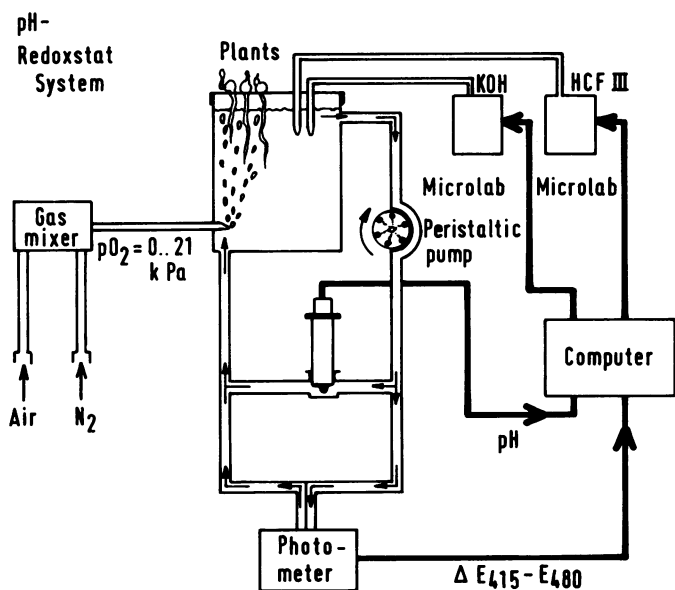 pH-
Redoxstat
System
Plants
KOH
HCF III
Microlab
Microlab
Gas
mixer
pO₂= 0.. 21
k Pa
Peristaltic
pump
Air
N₂
Computer
pH
Photo-
meter
Δ E₄₁₅-E₄₈₀